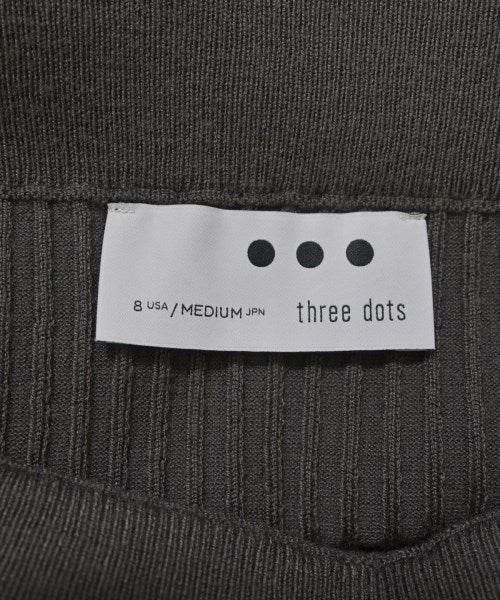 8 USA / MEDIUM JPN three dots